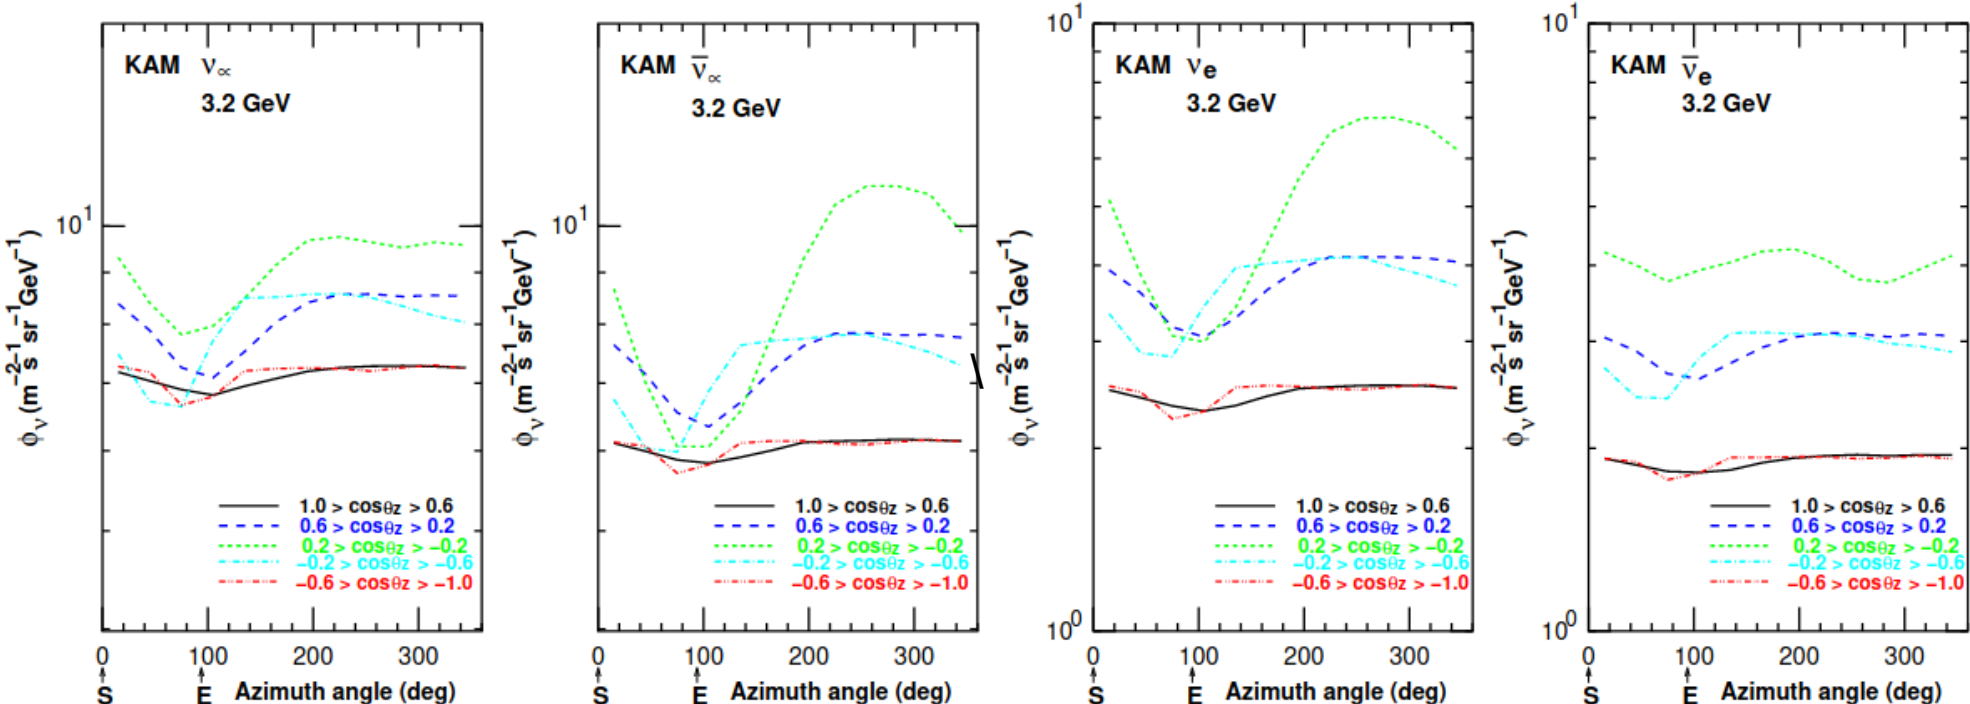 KAM ν∝
3.2 GeV
10¹
ϕν (m⁻²s⁻¹sr⁻¹GeV⁻¹)
1.0 > cosθz > 0.6
0.6 > cosθz > 0.2
0.2 > cosθz > −0.2
−0.2 > cosθz > −0.6
−0.6 > cosθz > −1.0
0 100 200 300
S E Azimuth angle (deg)
KAM ν̅∝
3.2 GeV
10¹
ϕν (m⁻²s⁻¹sr⁻¹GeV⁻¹)
1.0 > cosθz > 0.6
0.6 > cosθz > 0.2
0.2 > cosθz > −0.2
−0.2 > cosθz > −0.6
−0.6 > cosθz > −1.0
0 100 200 300
S E Azimuth angle (deg)
\
10¹
KAM νe
3.2 GeV
ϕν (m⁻²s⁻¹sr⁻¹GeV⁻¹)
1.0 > cosθz > 0.6
0.6 > cosθz > 0.2
0.2 > cosθz > −0.2
−0.2 > cosθz > −0.6
−0.6 > cosθz > −1.0
10⁰
0 100 200 300
S E Azimuth angle (deg)
10¹
KAM ν̅e
3.2 GeV
ϕν (m⁻²s⁻¹sr⁻¹GeV⁻¹)
1.0 > cosθz > 0.6
0.6 > cosθz > 0.2
0.2 > cosθz > −0.2
−0.2 > cosθz > −0.6
−0.6 > cosθz > −1.0
10⁰
0 100 200 300
S E Azimuth angle (deg)